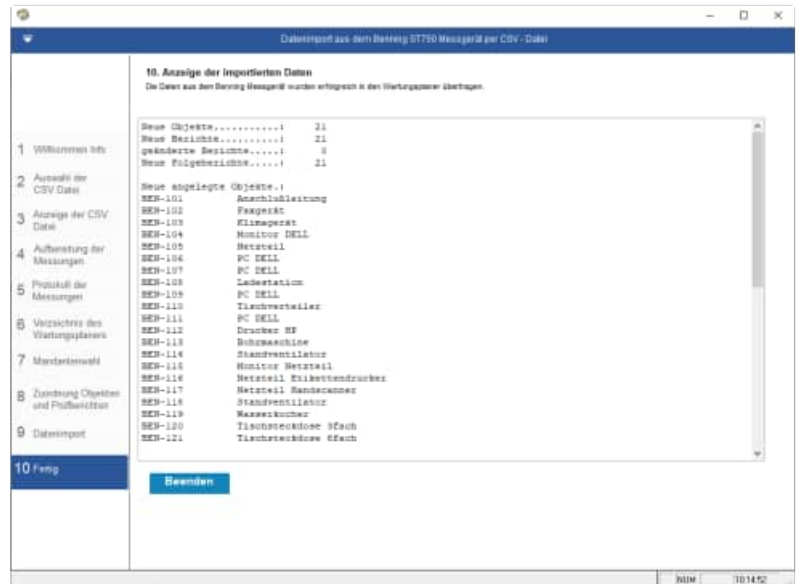 Datenimport aus dem Benning ST750 Messgerät per CSV - Datei
10. Anzeige der importierten Daten
Die Daten aus dem Benning Messgerät wurden erfolgreich in den Wartungsplaner übertragen.
1 Willkommen Info
2 Auswahl der
CSV Datei
3 Anzeige der CSV
Datei
4 Aufbereitung der
Messungen
5 Protokoll der
Messungen
6 Verzeichnis des
Wartungsplaners
7 Mandantenwahl
8 Zuordnung Objekten
und Prüfberichten
9 Datenimport
10 Fertig
Neue Objekte...........: 21
Neue Berichte..........: 21
geänderte Berichte.....: 0
Neue Folgeberichte.....: 21
Neue angelegte Objekte.:
BEN-101 Anschlußleitung
BEN-102 Faxgerät
BEN-103 Klimagerät
BEN-104 Monitor DELL
BEN-105 Netzteil
BEN-106 PC DELL
BEN-107 PC DELL
BEN-108 Ladestation
BEN-109 PC DELL
BEN-110 Tischverteiler
BEN-111 PC DELL
BEN-112 Drucker HP
BEN-113 Bohrmaschine
BEN-114 Standventilator
BEN-115 Monitor Netzteil
BEN-116 Netzteil Etikettendrucker
BEN-117 Netzteil Handscanner
BEN-118 Standventilator
BEN-119 Wasserkocher
BEN-120 Tischsteckdose 3fach
BEN-121 Tischsteckdose 6fach
Beenden
NUM 10:14:52